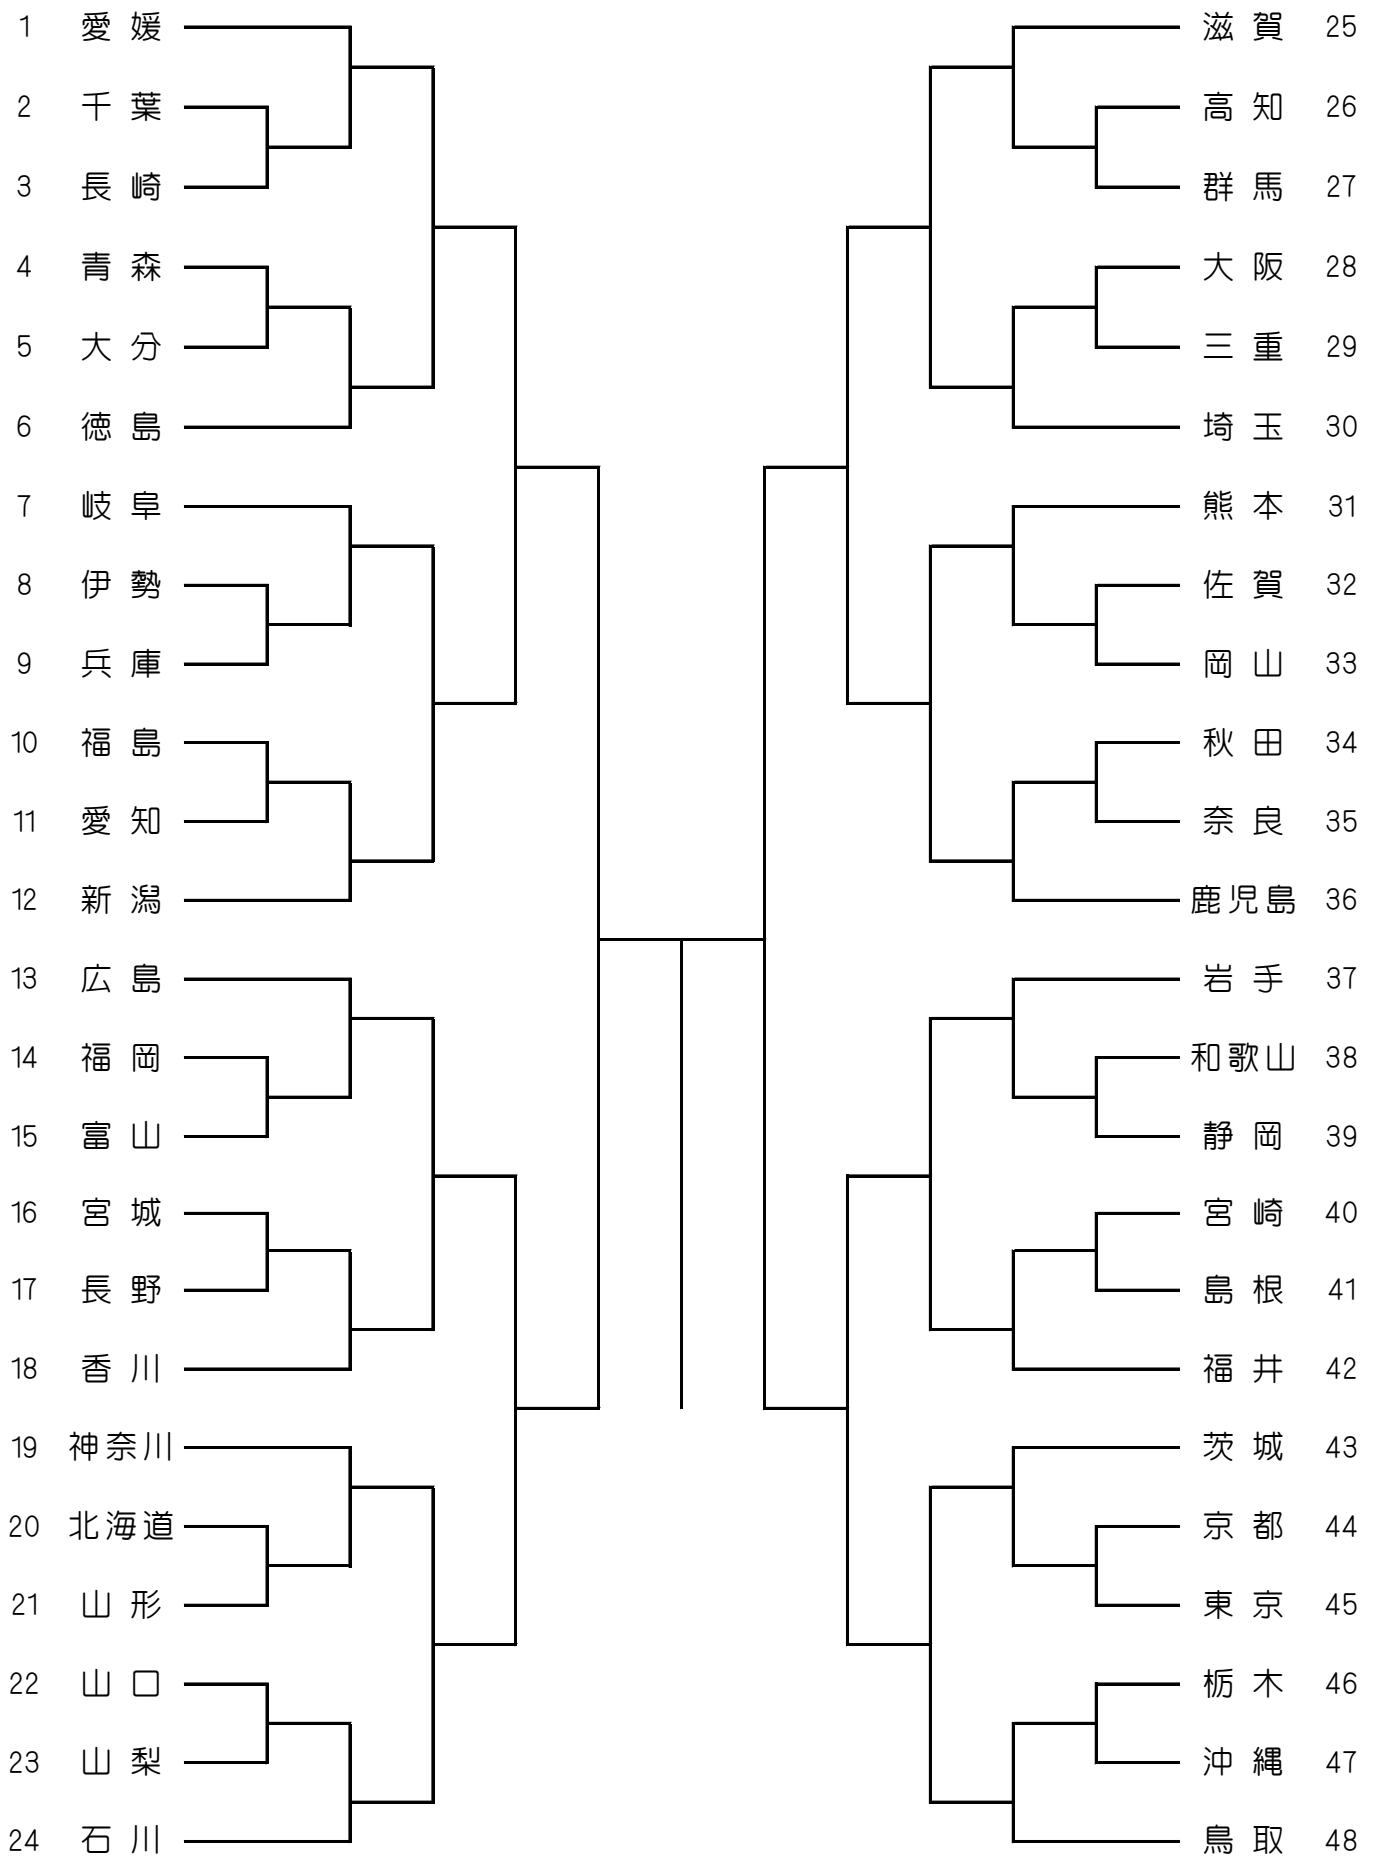 1 愛媛
2 千葉
3 長崎
4 青森
5 大分
6 徳島
7 岐阜
8 伊勢
9 兵庫
10 福島
11 愛知
12 新潟
13 広島
14 福岡
15 富山
16 宮城
17 長野
18 香川
19 神奈川
20 北海道
21 山形
22 山口
23 山梨
24 石川
滋賀 25
高知 26
群馬 27
大阪 28
三重 29
埼玉 30
熊本 31
佐賀 32
岡山 33
秋田 34
奈良 35
鹿児島 36
岩手 37
和歌山 38
静岡 39
宮崎 40
島根 41
福井 42
茨城 43
京都 44
東京 45
栃木 46
沖縄 47
鳥取 48